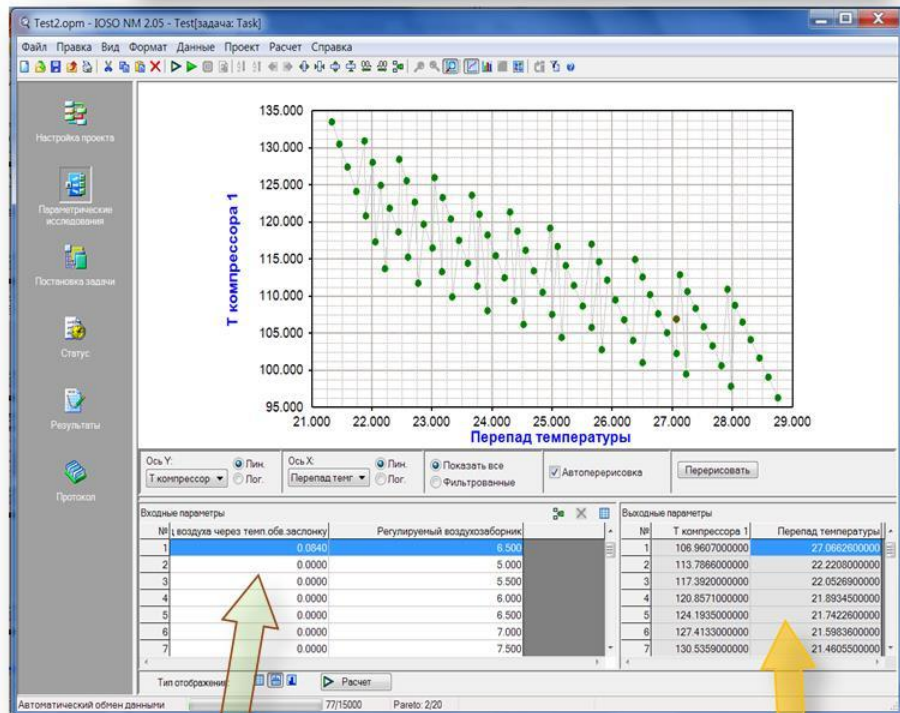 Test2.opm - IOSO NM 2.05 - Test[задача: Task]
Файл Правка Вид Формат Данные Проект Расчет Справка
Настройка проекта
Параметрические
исследования
Постановка задачи
Статус
Результаты
Протокол
T компрессора 1
135.000
130.000
125.000
120.000
115.000
110.000
105.000
100.000
95.000
21.000 22.000 23.000 24.000 25.000 26.000 27.000 28.000 29.000
Перепад температуры
Ось Y: Лин. Ось X: Лин. Показать все Автоперерисовка Перерисовать
T компрессор Лог. Перепад темг Лог. Фильтрованные
Входные параметры Выходные параметры
№ воздуха через темп.обв.заслонку Регулируемый воздухозаборник № T компрессора 1 Перепад температуры
1 0.0840 6.500 1 106.9607000000 27.0662600000
2 0.0000 5.000 2 113.7866000000 22.2208000000
3 0.0000 5.500 3 117.3920000000 22.0526900000
4 0.0000 6.000 4 120.8571000000 21.8934500000
5 0.0000 6.500 5 124.1935000000 21.7422600000
6 0.0000 7.000 6 127.4133000000 21.5983600000
7 0.0000 7.500 7 130.5359000000 21.4605500000
Тип отображения: Расчет
Автоматический обмен данными 77/15000 Pareto: 2/20